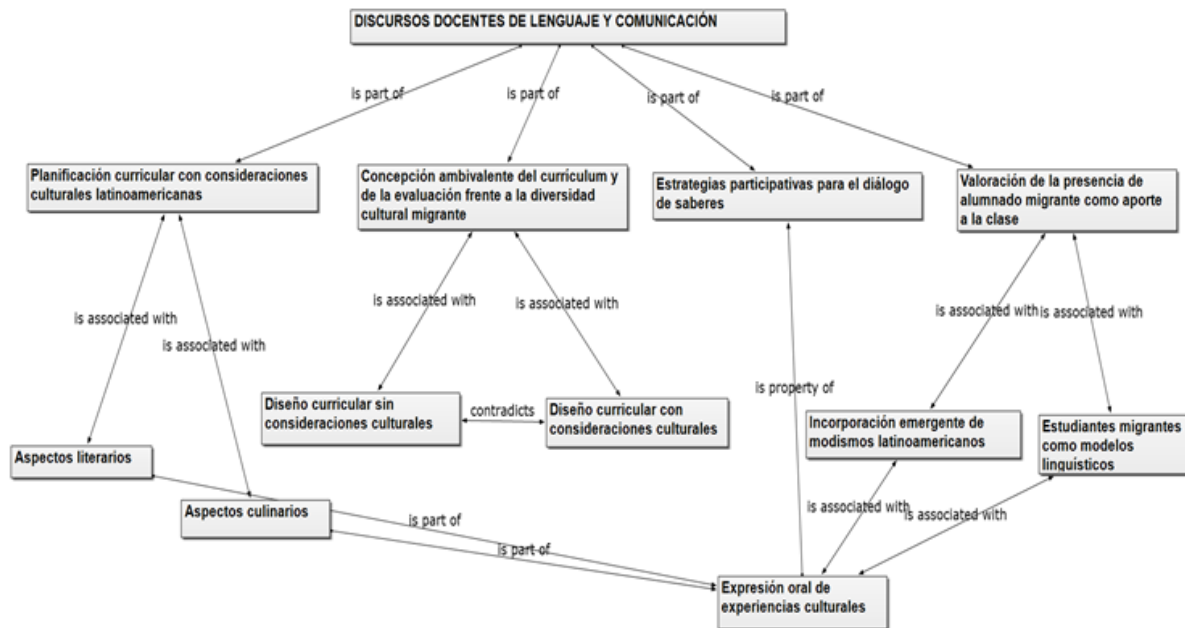 DISCURSOS DOCENTES DE LENGUAJE Y COMUNICACIÓN
is part of
is part of
is part of
is part of
Planificación curricular con consideraciones
culturales latinoamericanas
Concepción ambivalente del curriculum y
de la evaluación frente a la diversidad
cultural migrante
Estrategias participativas para el diálogo
de saberes
Valoración de la presencia de
alumnado migrante como aporte
a la clase
is associated with
is associated with
is associated with
is associated with
is associated with
is associated with
is property of
Diseño curricular sin
consideraciones culturales
contradicts
Diseño curricular con
consideraciones culturales
Incorporación emergente de
modismos latinoamericanos
Estudiantes migrantes
como modelos
linguísticos
Aspectos literarios
Aspectos culinarios
is part of
is part of
is associated with
is associated with
Expresión oral de
experiencias culturales